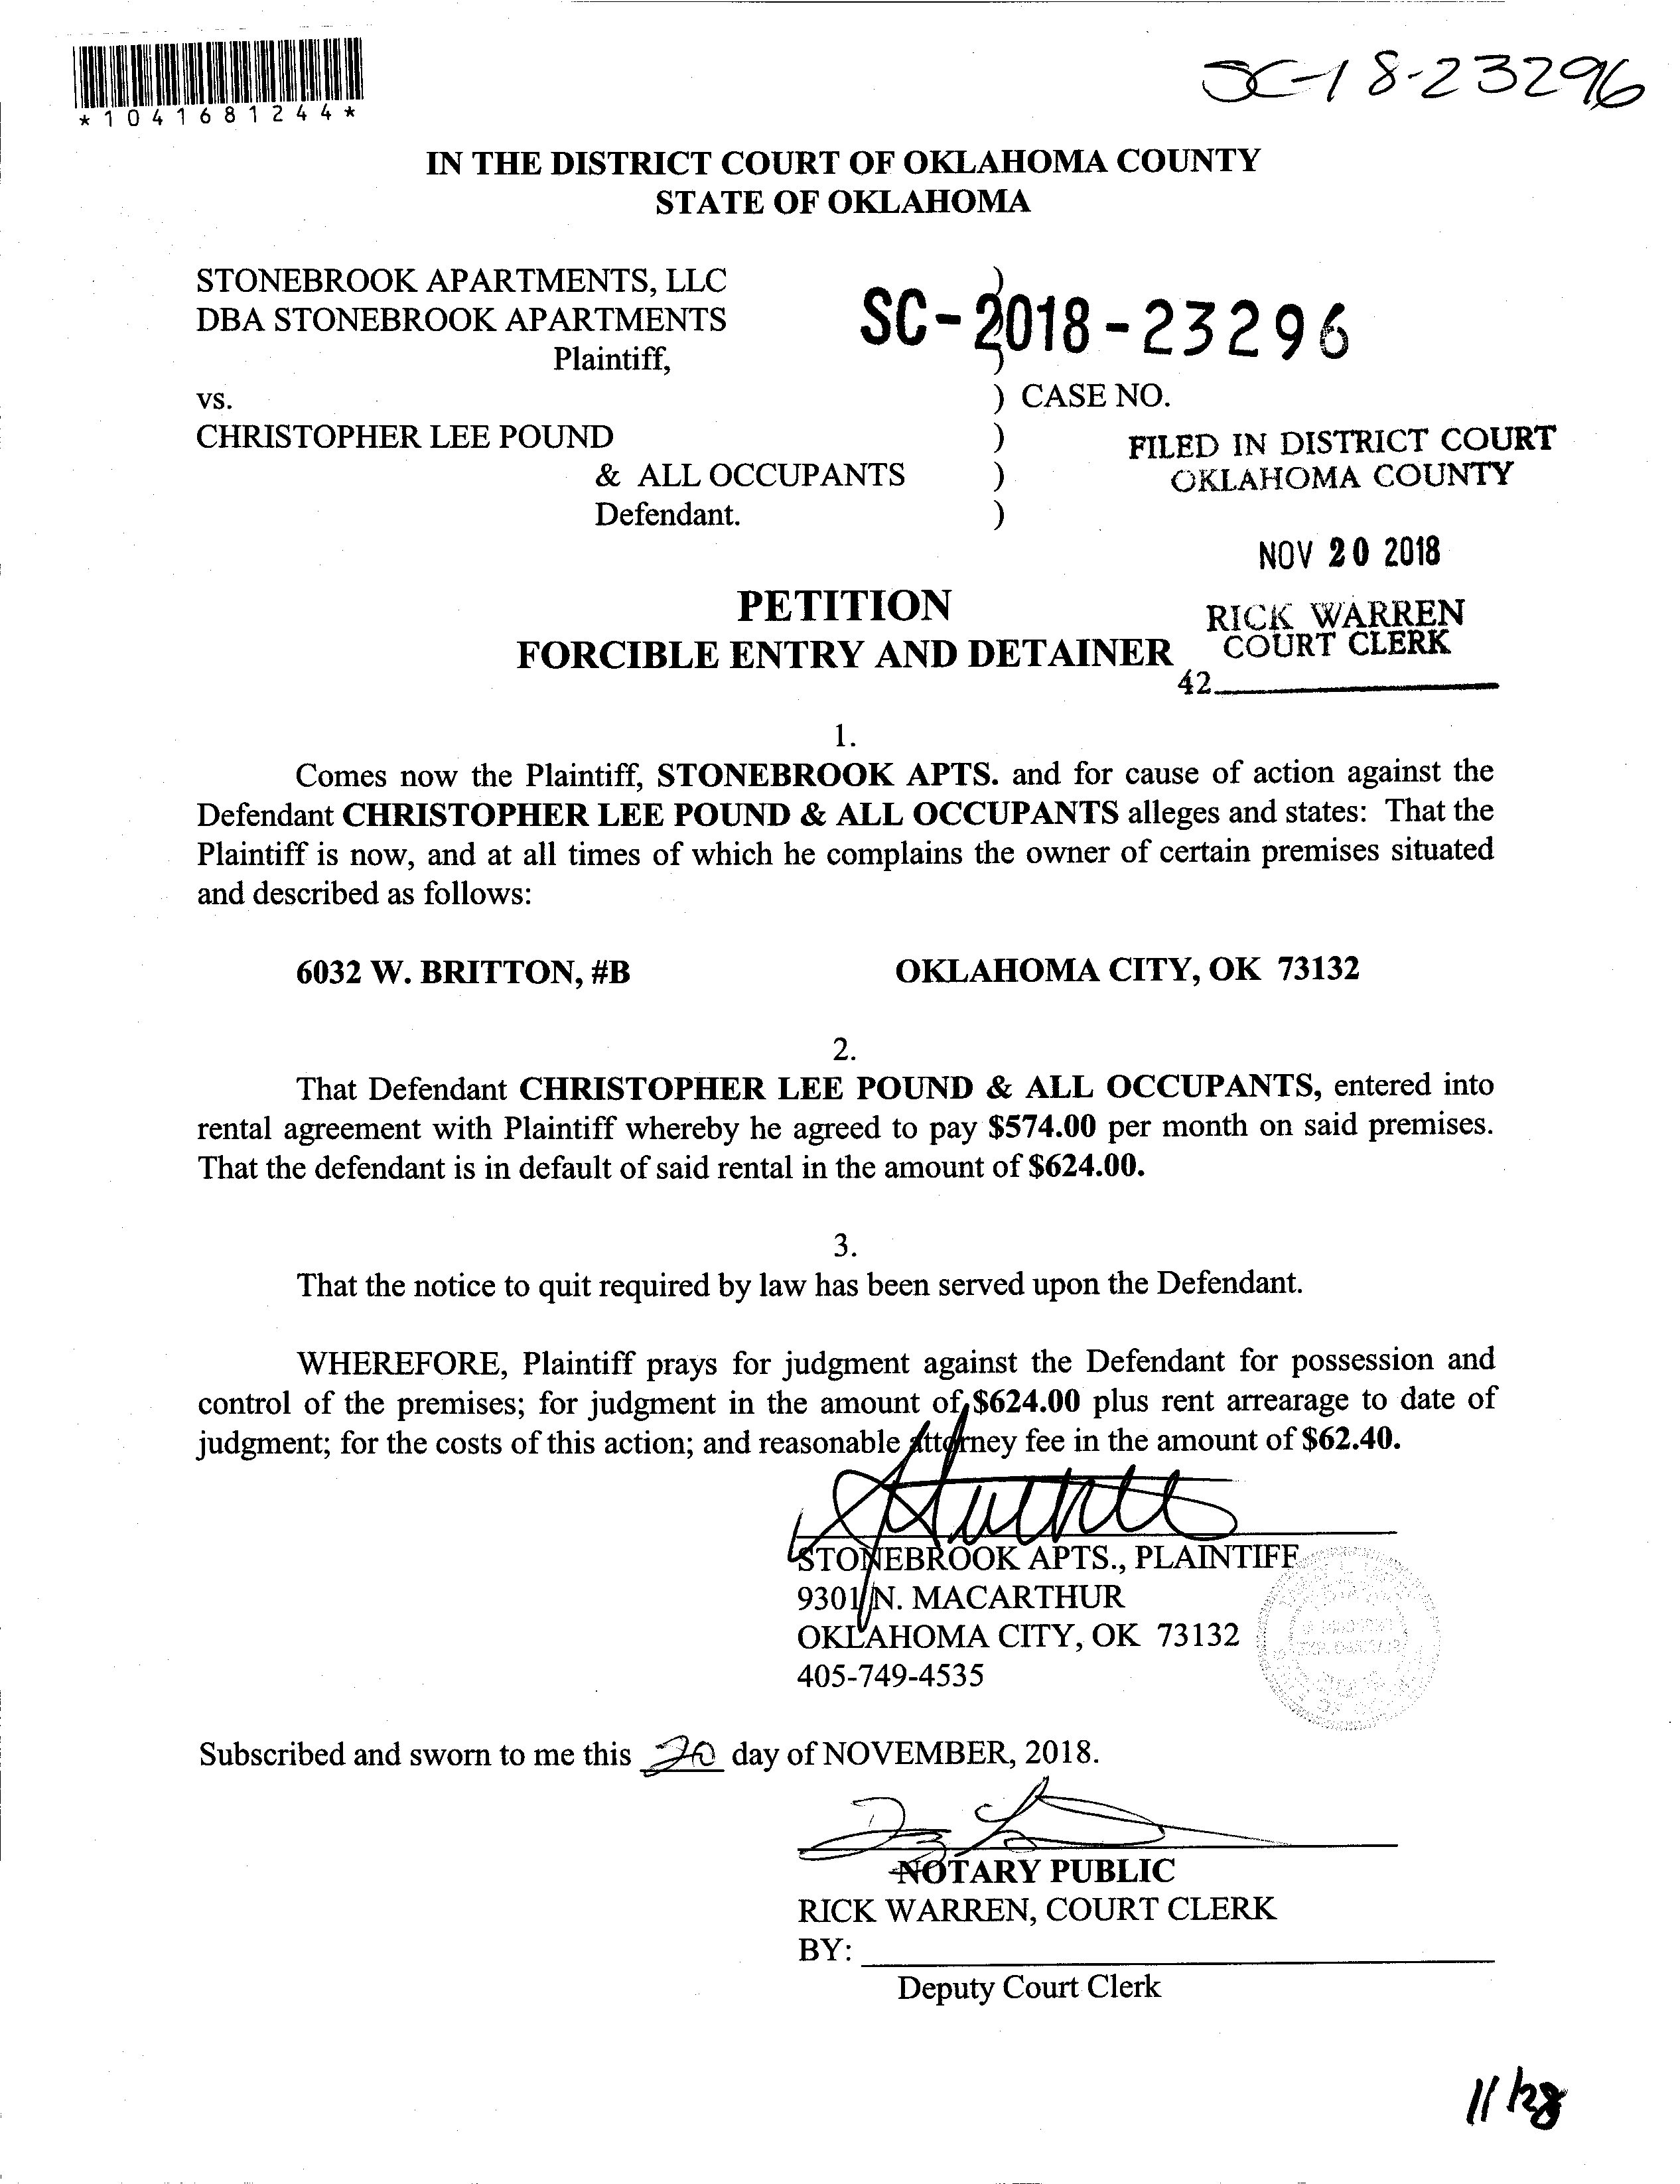 *1041681244*
SC-18-23296
IN THE DISTRICT COURT OF OKLAHOMA COUNTY
STATE OF OKLAHOMA
STONEBROOK APARTMENTS, LLC )
DBA STONEBROOK APARTMENTS SC-2018-23296
Plaintiff, )
vs. ) CASE NO.
CHRISTOPHER LEE POUND )
FILED IN DISTRICT COURT
& ALL OCCUPANTS )
OKLAHOMA COUNTY
Defendant. )
NOV 20 2018
PETITION
RICK WARREN
FORCIBLE ENTRY AND DETAINER
COURT CLERK
42
1.
Comes now the Plaintiff, STONEBROOK APTS. and for cause of action against the
Defendant CHRISTOPHER LEE POUND & ALL OCCUPANTS alleges and states: That the
Plaintiff is now, and at all times of which he complains the owner of certain premises situated
and described as follows:
6032 W. BRITTON, #B OKLAHOMA CITY, OK 73132
2.
That Defendant CHRISTOPHER LEE POUND & ALL OCCUPANTS, entered into
rental agreement with Plaintiff whereby he agreed to pay $574.00 per month on said premises.
That the defendant is in default of said rental in the amount of $624.00.
3.
That the notice to quit required by law has been served upon the Defendant.
WHEREFORE, Plaintiff prays for judgment against the Defendant for possession and
control of the premises; for judgment in the amount of $624.00 plus rent arrearage to date of
judgment; for the costs of this action; and reasonable attorney fee in the amount of $62.40.
STONEBROOK APTS., PLAINTIFF
9301 N. MACARTHUR
OKLAHOMA CITY, OK 73132
405-749-4535
Subscribed and sworn to me this 20 day of NOVEMBER, 2018.
NOTARY PUBLIC
RICK WARREN, COURT CLERK
BY:
Deputy Court Clerk
11/28